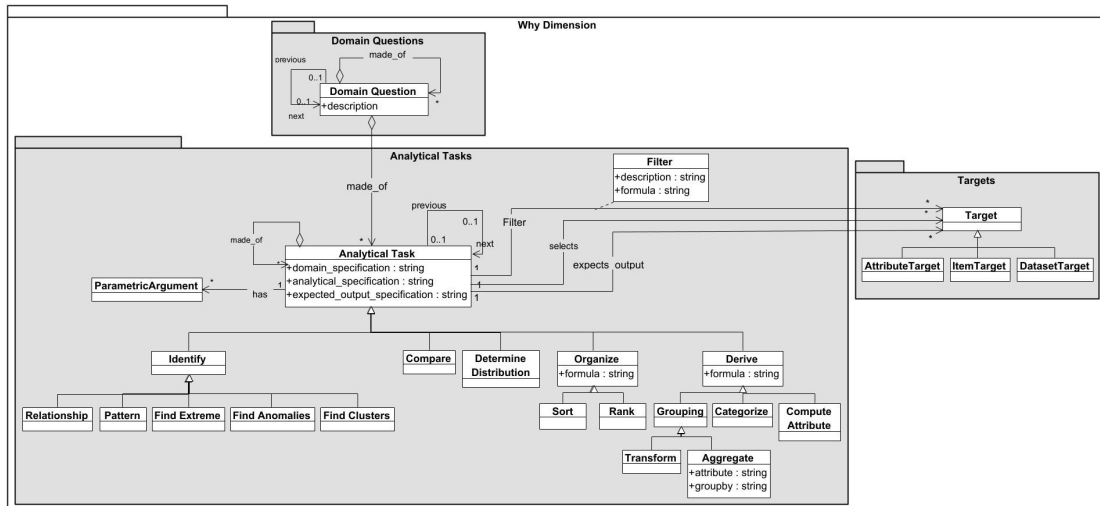 Why Dimension
Domain Questions
made_of
previous
0..1
Domain Question
0..1
+description
*
next
Analytical Tasks
Filter
+description : string
+formula : string
Targets
made_of
previous
0..1
Filter
*
*
Target
made_of
*
0..1
next
selects
*
Analytical Task
expects_output
*
+domain_specification : string
1
AttributeTarget
ItemTarget
DatasetTarget
+analytical_specification : string
ParametricArgument
*
has
1
1
+expected_output_specification : string
1
Identify
Compare
Determine
Distribution
Organize
+formula : string
Derive
+formula : string
Relationship
Pattern
Find Extreme
Find Anomalies
Find Clusters
Sort
Rank
Grouping
Categorize
Compute
Attribute
Transform
Aggregate
+attribute : string
+groupby : string